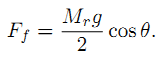 F_f = \frac{M_r g}{2} \cos \theta.